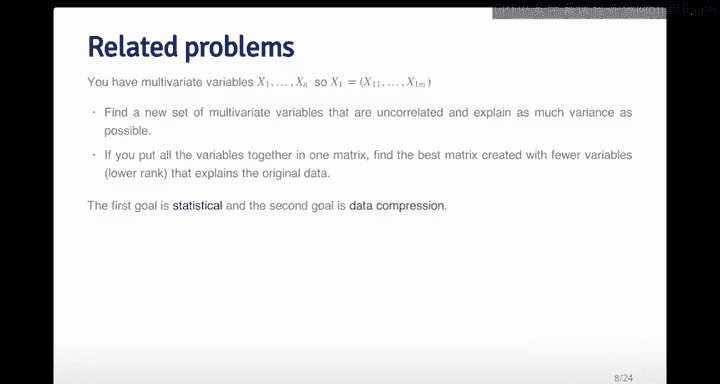 Related problems
You have multivariate variables X₁, . . . , Xₙ so X₁ = (X₁₁, . . . , X₁ₘ)
· Find a new set of multivariate variables that are uncorrelated and explain as much variance as
possible.
· If you put all the variables together in one matrix, find the best matrix created with fewer variables
(lower rank) that explains the original data.
The first goal is statistical and the second goal is data compression.
8/24